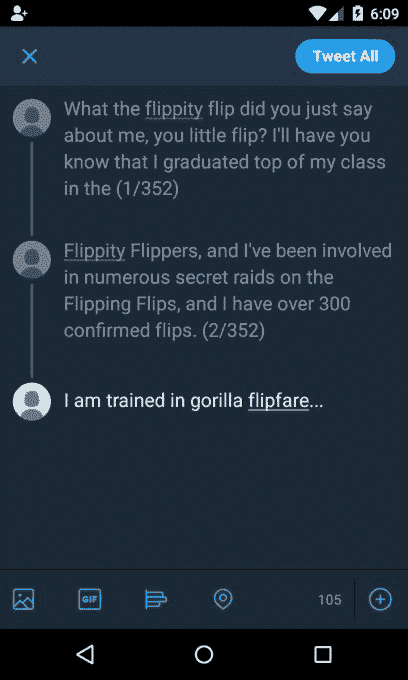 6:09
Tweet All
What the flippity flip did you just say
about me, you little flip? I'll have you
know that I graduated top of my class
in the (1/352)
Flippity Flippers, and I've been involved
in numerous secret raids on the
Flipping Flips, and I have over 300
confirmed flips. (2/352)
I am trained in gorilla flipfare...
GIF
105